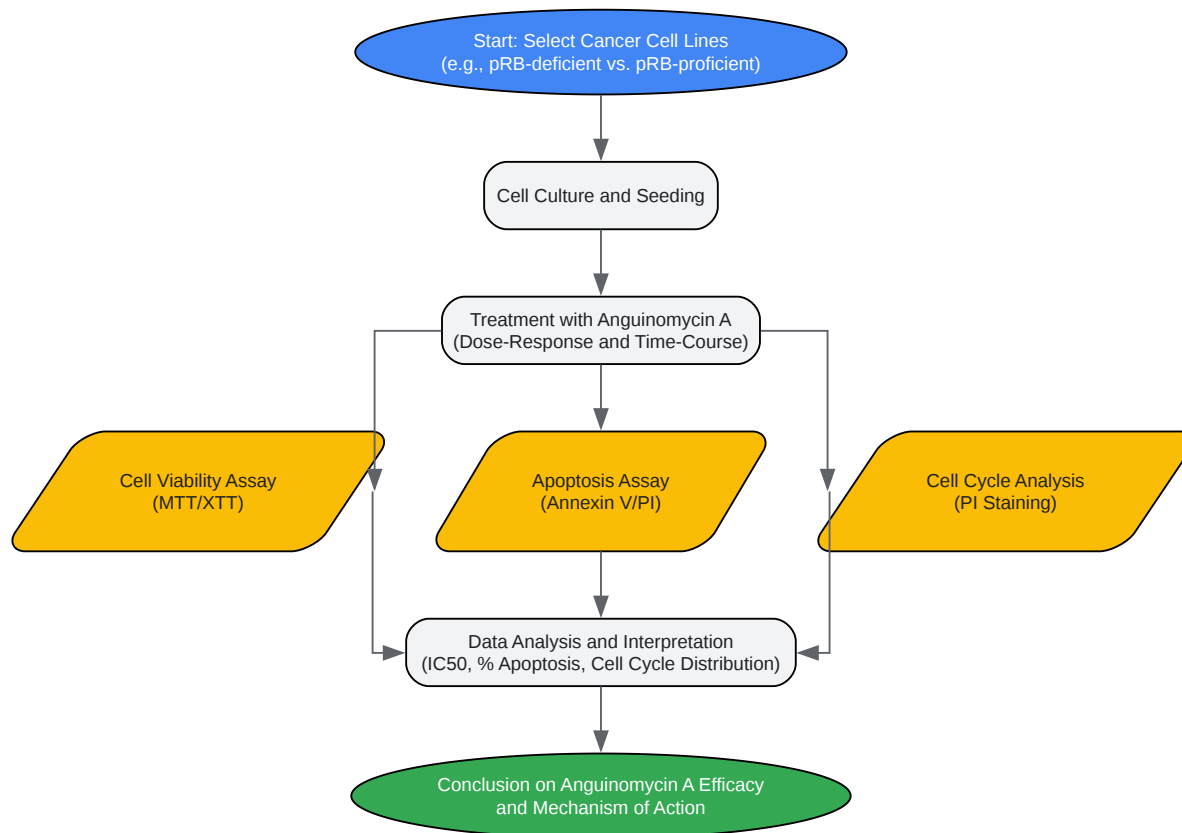 Start: Select Cancer Cell Lines
(e.g., pRB-deficient vs. pRB-proficient)
Cell Culture and Seeding
Treatment with Anguinomycin A
(Dose-Response and Time-Course)
Cell Viability Assay
(MTT/XTT)
Apoptosis Assay
(Annexin V/PI)
Cell Cycle Analysis
(PI Staining)
Data Analysis and Interpretation
(IC50, % Apoptosis, Cell Cycle Distribution)
Conclusion on Anguinomycin A Efficacy
and Mechanism of Action